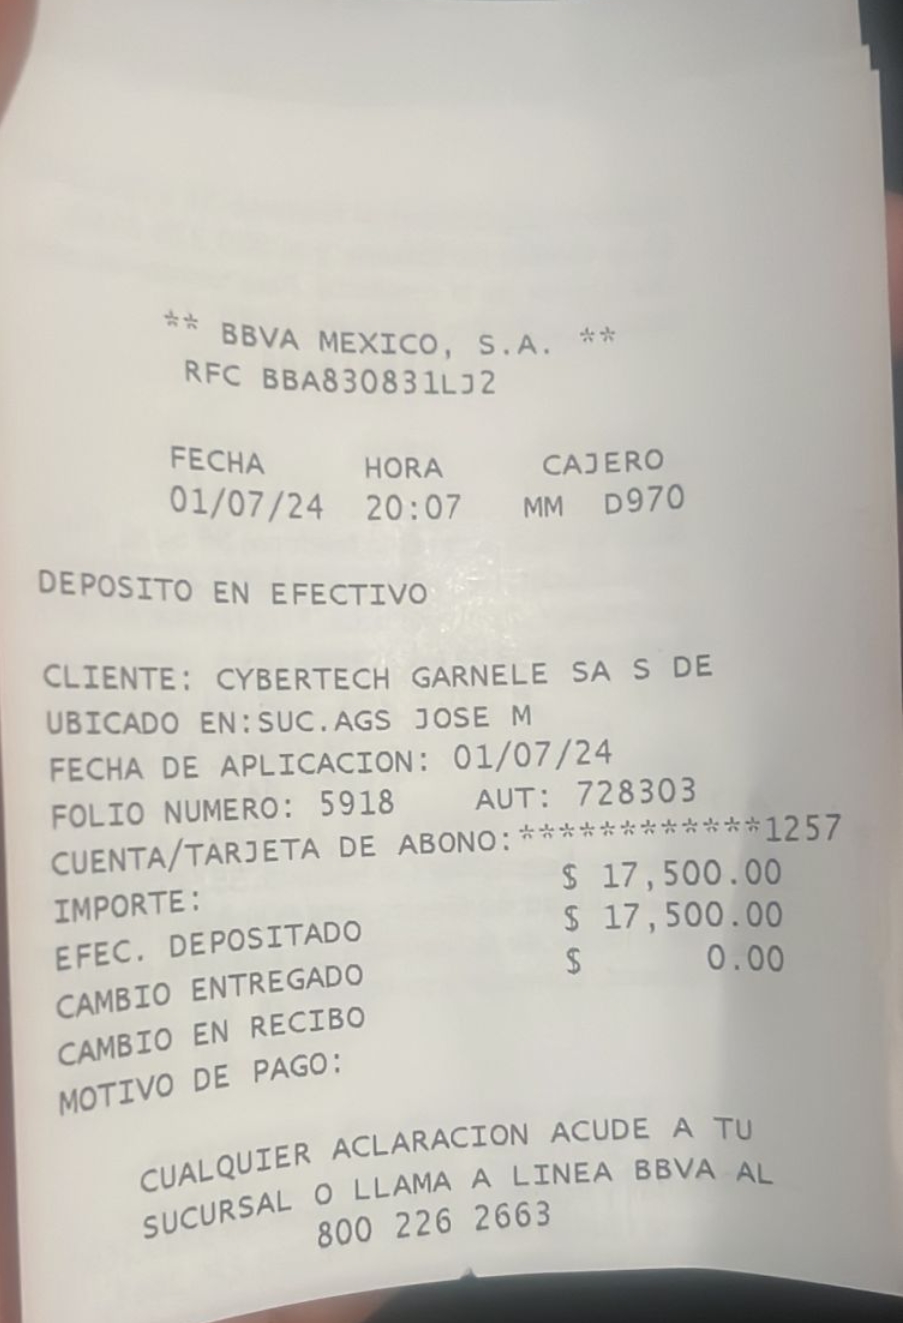 ** BBVA MEXICO, S.A. **
RFC BBA830831LJ2
FECHA HORA CAJERO
01/07/24 20:07 MM D970
DEPOSITO EN EFECTIVO
CLIENTE: CYBERTECH GARNELE SA S DE
UBICADO EN:SUC.AGS JOSE M
FECHA DE APLICACION: 01/07/24
FOLIO NUMERO: 5918 AUT: 728303
CUENTA/TARJETA DE ABONO:************1257
IMPORTE: $ 17,500.00
EFEC. DEPOSITADO $ 17,500.00
CAMBIO ENTREGADO $ 0.00
CAMBIO EN RECIBO
MOTIVO DE PAGO:
CUALQUIER ACLARACION ACUDE A TU
SUCURSAL O LLAMA A LINEA BBVA AL
800 226 2663